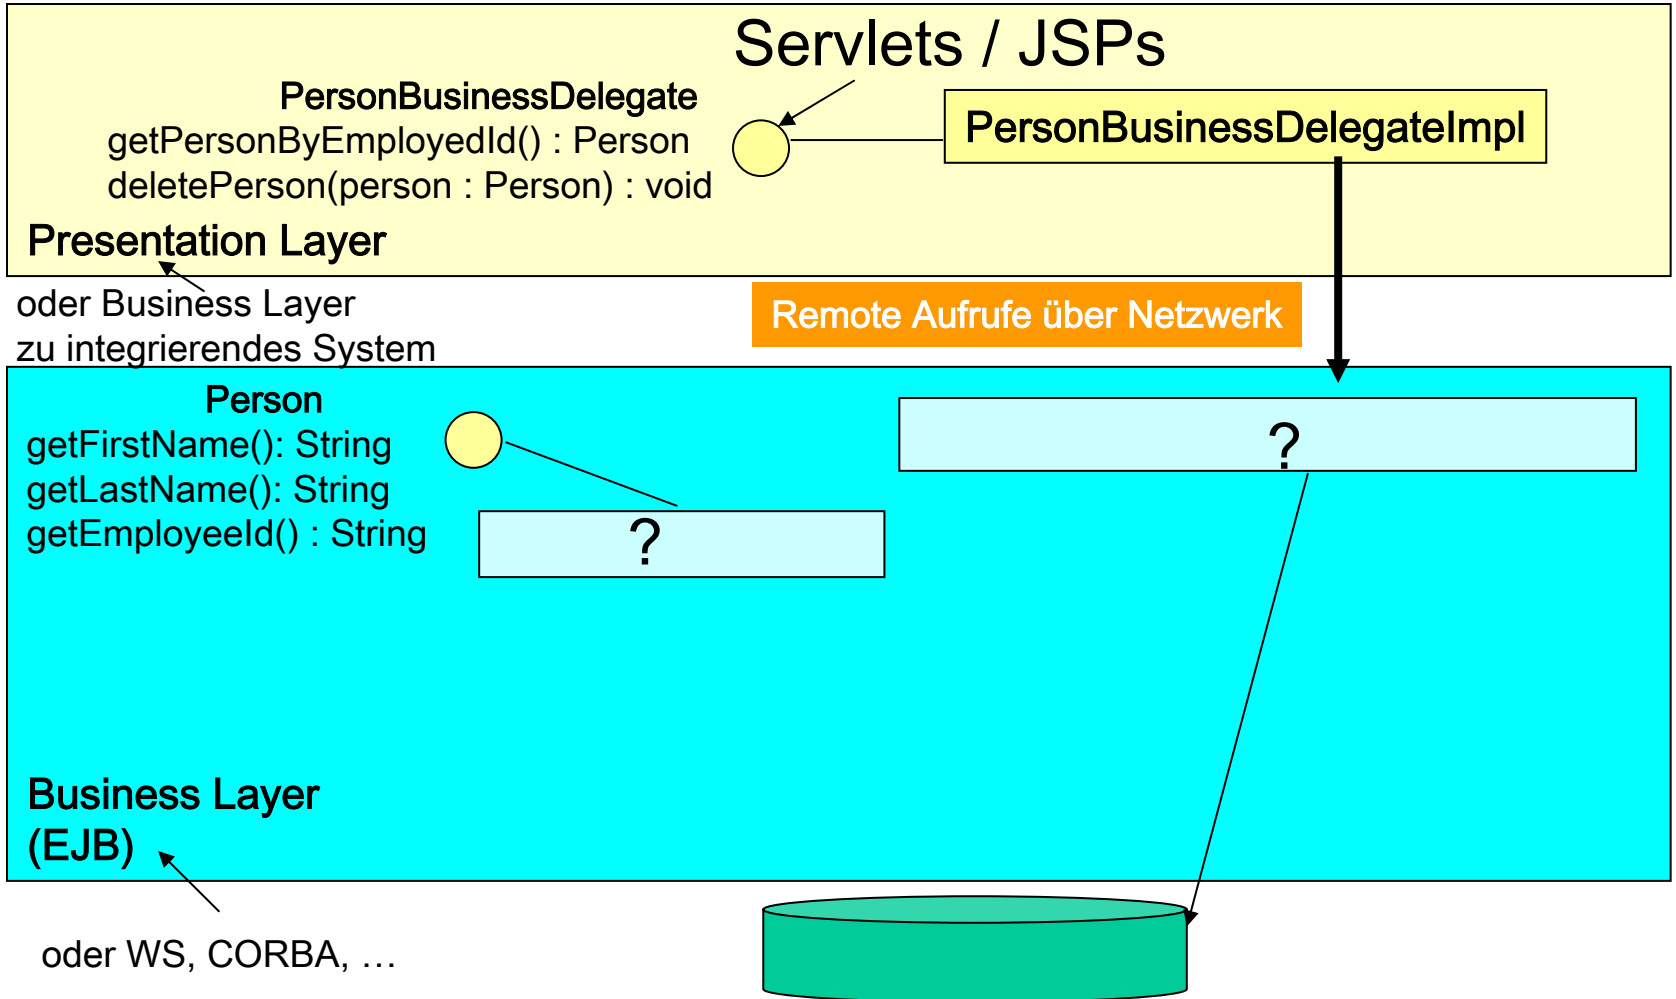 Servlets / JSPs
PersonBusinessDelegate
getPersonByEmployedId() : Person
deletePerson(person : Person) : void
PersonBusinessDelegateImpl
Presentation Layer
oder Business Layer
zu integrierendes System
Remote Aufrufe über Netzwerk
Person
getFirstName(): String
getLastName(): String
getEmployeeId() : String
?
?
Business Layer
(EJB)
oder WS, CORBA, …